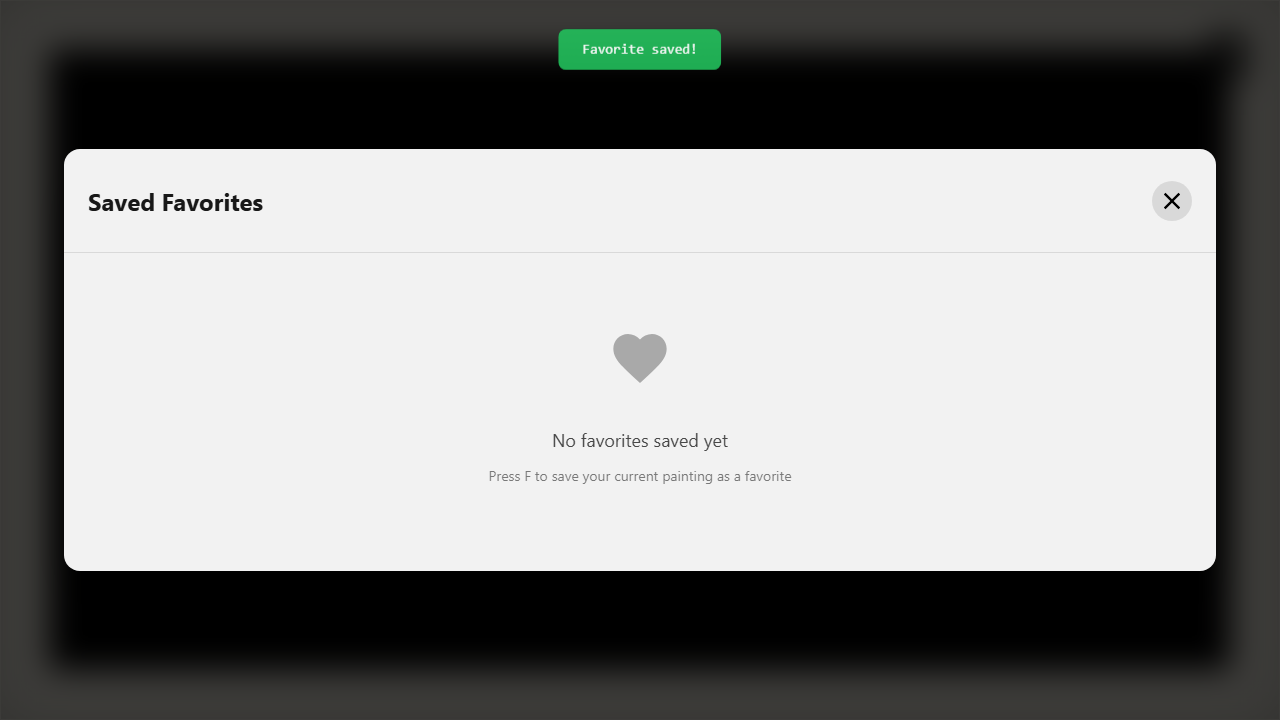 Favorite saved!
Saved Favorites
No favorites saved yet
Press F to save your current painting as a favorite